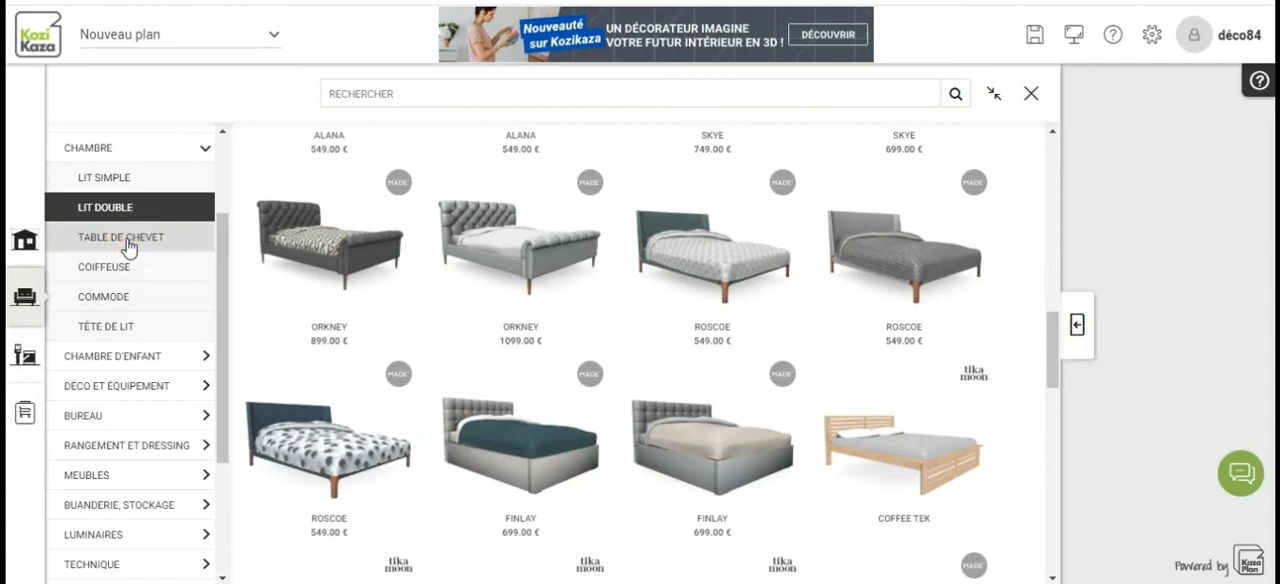 Kozi
Kaza
Nouveau plan
Nouveauté
sur Kozikaza
UN DÉCORATEUR IMAGINE
VOTRE FUTUR INTÉRIEUR EN 3D !
DÉCOUVRIR
déco84
RECHERCHER
CHAMBRE
LIT SIMPLE
LIT DOUBLE
TABLE DE CHEVET
COIFFEUSE
COMMODE
TÊTE DE LIT
CHAMBRE D'ENFANT
DÉCO ET ÉQUIPEMENT
BUREAU
RANGEMENT ET DRESSING
MEUBLES
BUANDERIE, STOCKAGE
LUMINAIRES
TECHNIQUE
ALANA ALANA SKYE SKYE
549.00 € 549.00 € 749.00 € 699.00 €
MADE MADE MADE MADE
ORKNEY ORKNEY ROSCOE ROSCOE
899.00 € 1099.00 € 549.00 € 549.00 €
MADE MADE MADE tika moon
ROSCOE FINLAY FINLAY COFFEE TEK
549.00 € 699.00 € 699.00 €
tika moon tika moon tika moon MADE
Powered by Kaza Plan